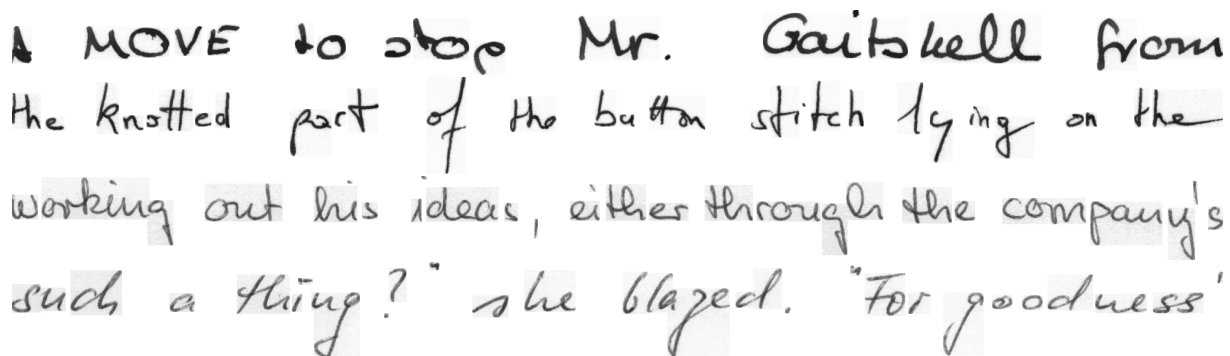 A MOVE to stop Mr. Gaitskell from
the knotted part of the button stitch lying on the
working out his ideas, either through the company's
such a thing?" she blazed. "For goodness'